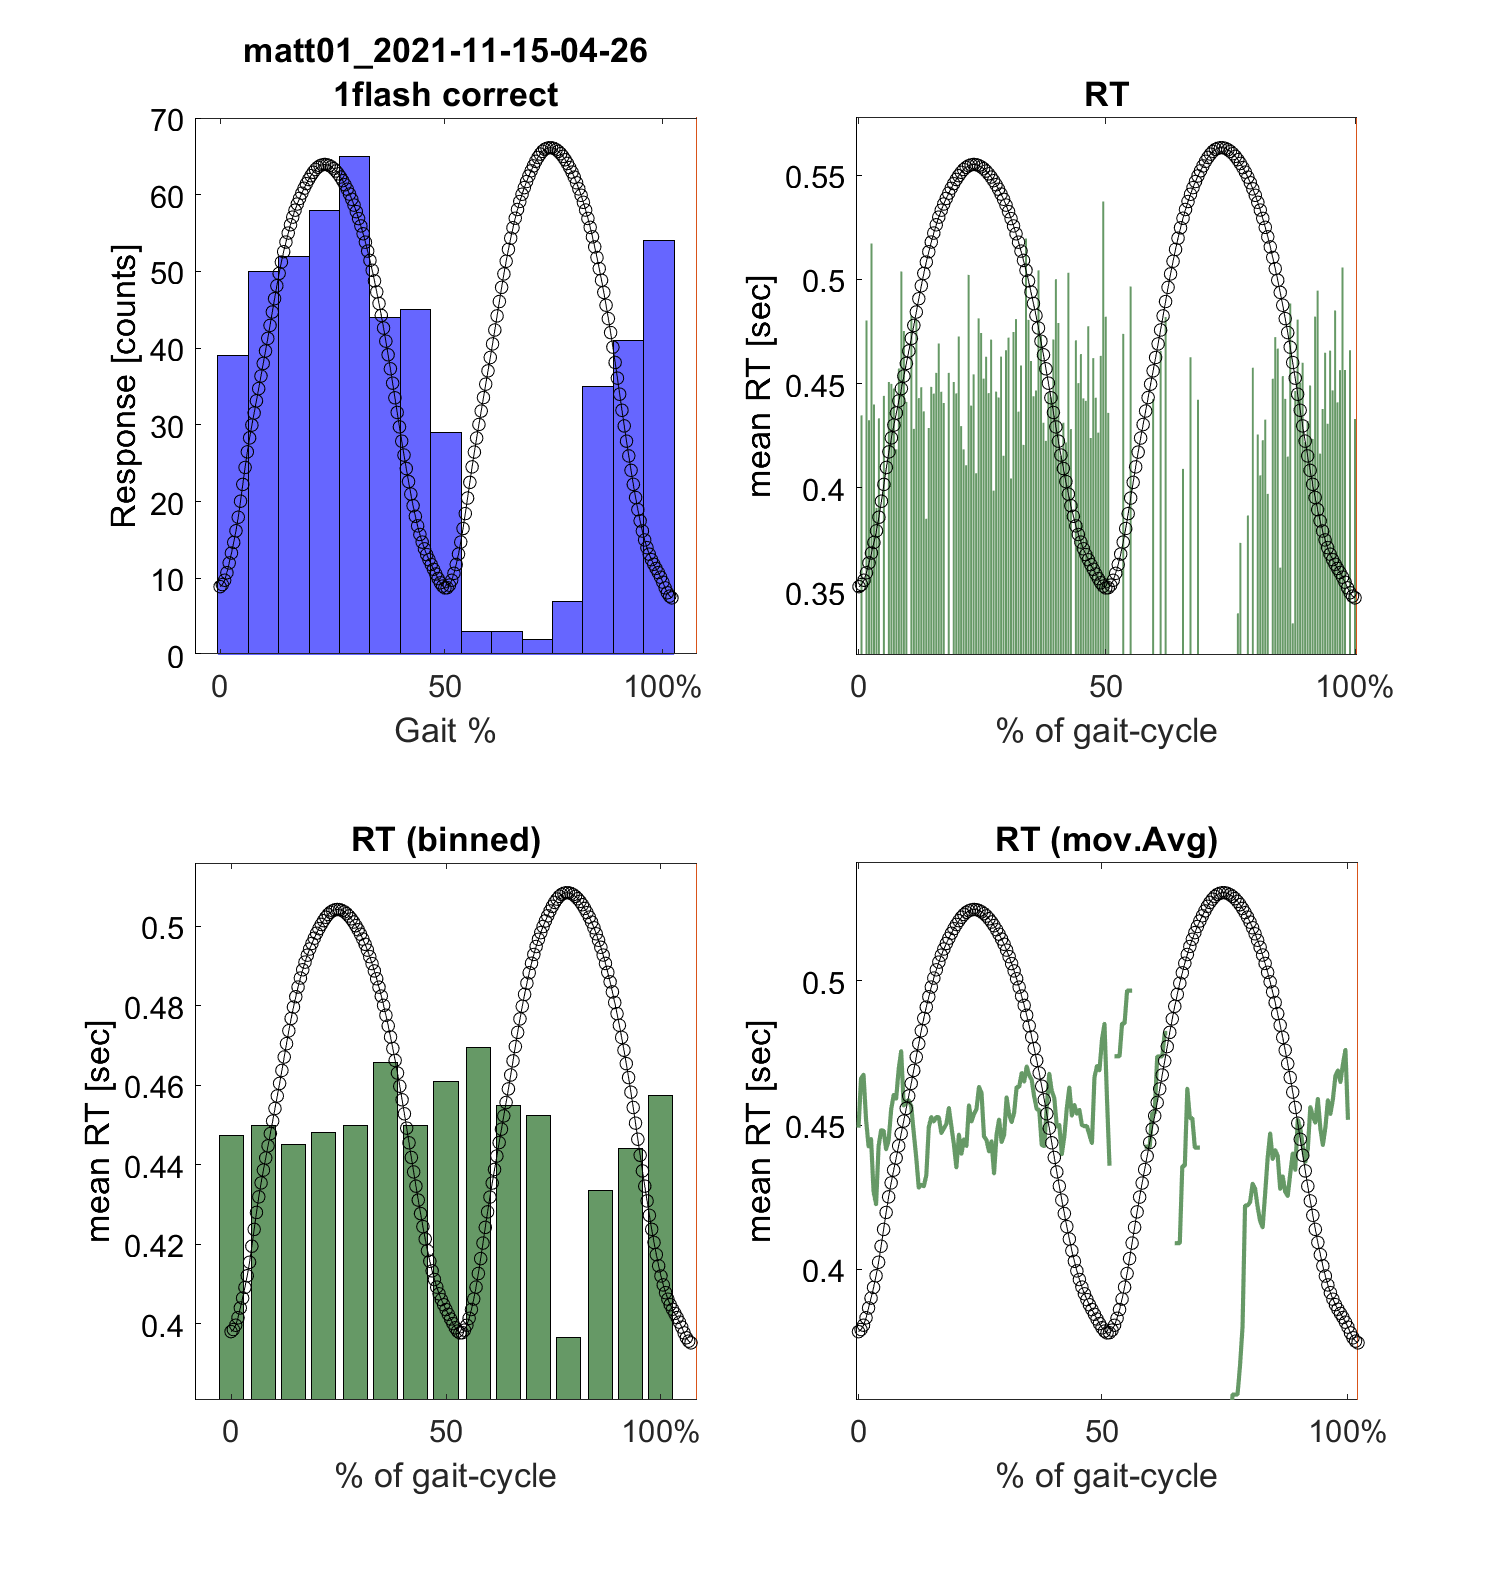 matt01_2021-11-15-04-26
1flash correct
70
60
50
40
30
20
10
0
Response [counts]
0
50
100%
Gait %
RT
0.55
0.5
0.45
0.4
0.35
mean RT [sec]
0
50
100%
% of gait-cycle
RT (binned)
0.5
0.48
0.46
0.44
0.42
0.4
mean RT [sec]
0
50
100%
% of gait-cycle
RT (mov.Avg)
0.5
0.45
0.4
mean RT [sec]
0
50
100%
% of gait-cycle